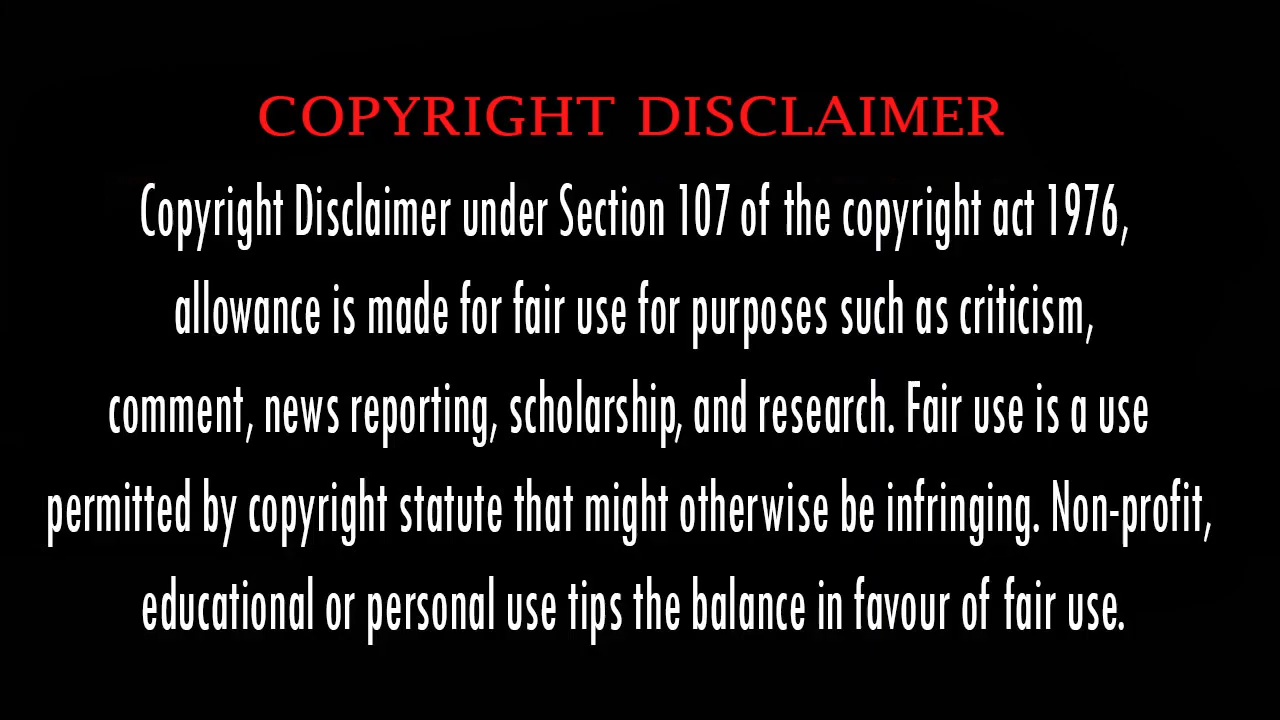 COPYRIGHT DISCLAIMER
Copyright Disclaimer under Section 107 of the copyright act 1976,
allowance is made for fair use for purposes such as criticism,
comment, news reporting, scholarship, and research. Fair use is a use
permitted by copyright statute that might otherwise be infringing. Non-profit,
educational or personal use tips the balance in favour of fair use.